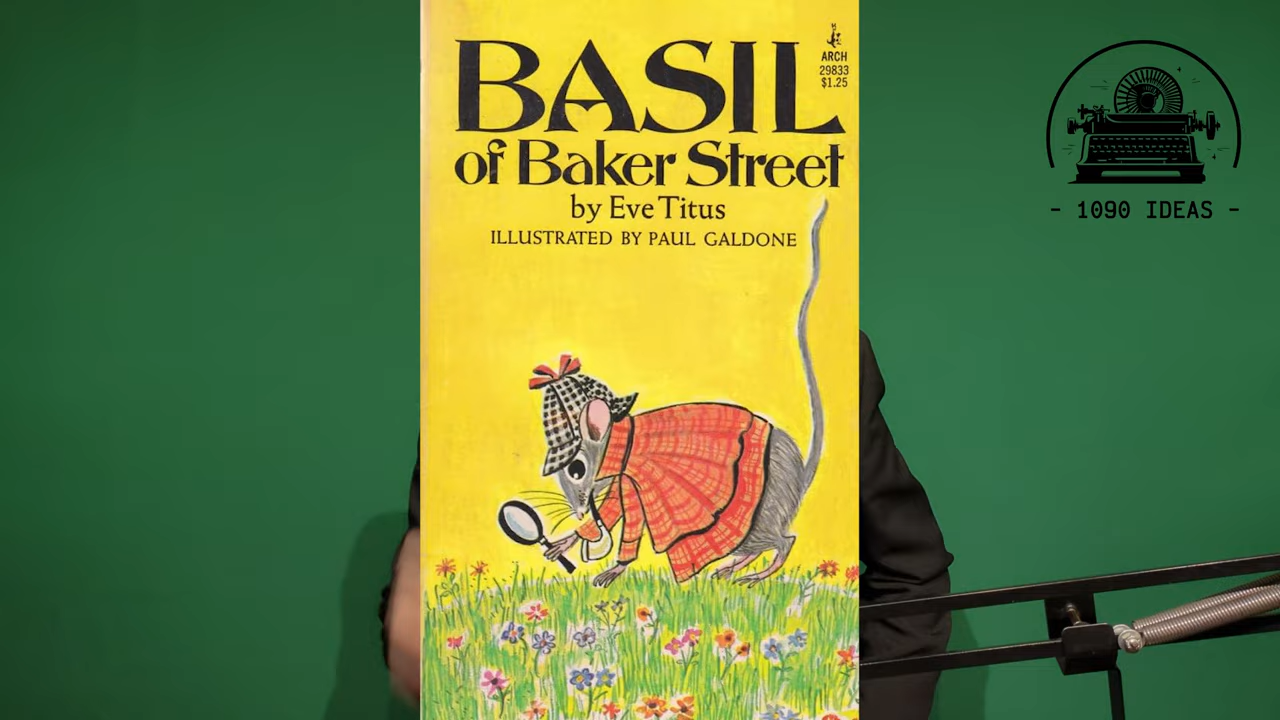 BASIL
of Baker Street
by Eve Titus
ILLUSTRATED BY PAUL GALDONE
ARCH
29833
$1.25
- 1090 IDEAS -